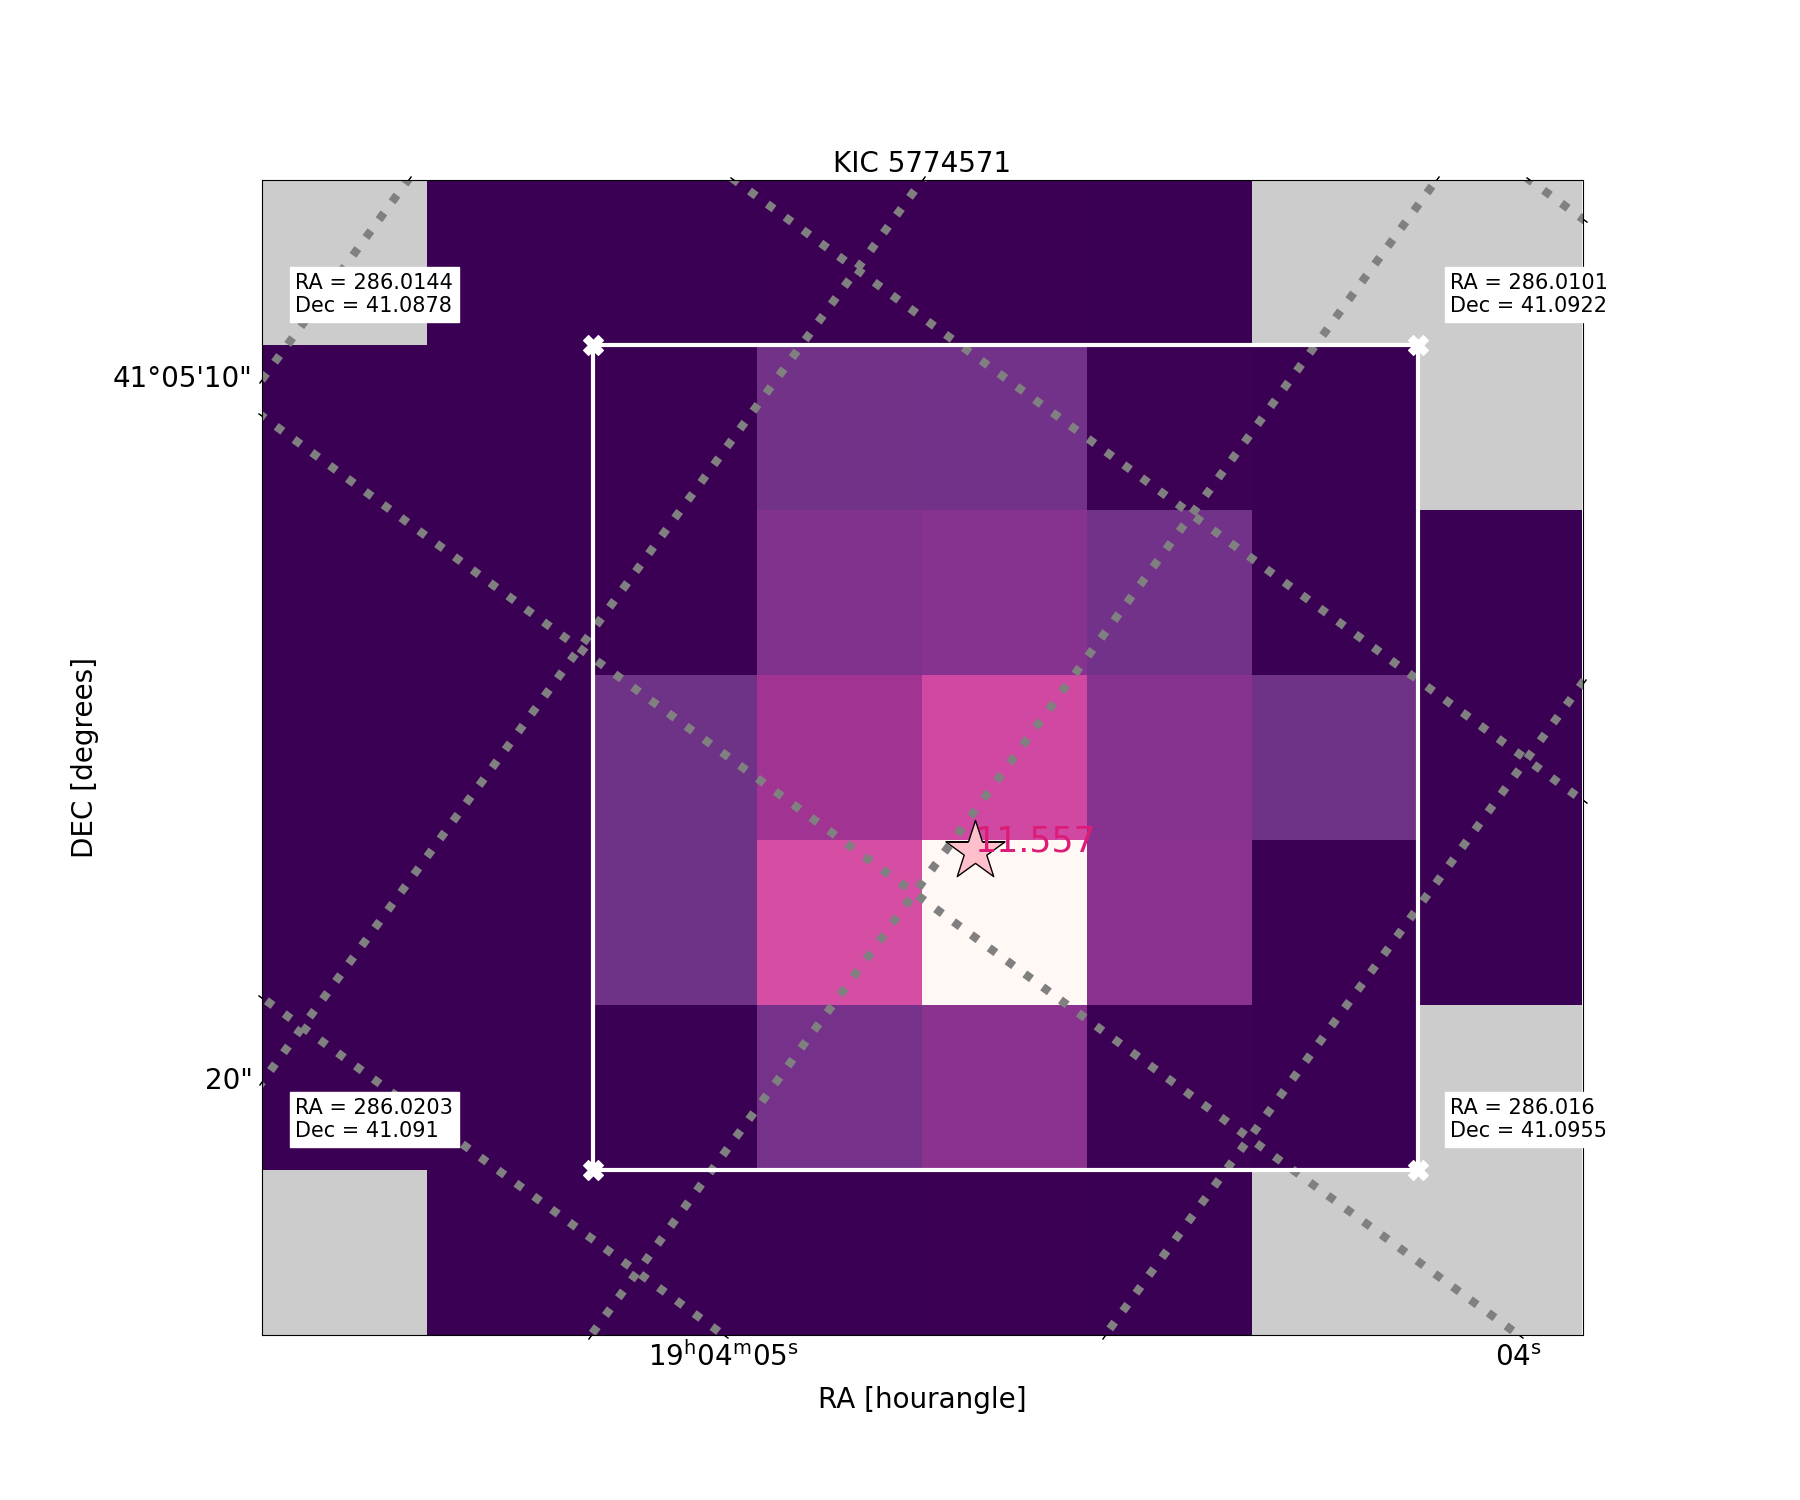 KIC 5774571
RA = 286.0144
Dec = 41.0878
RA = 286.0101
Dec = 41.0922
41°05'10"
DEC [degrees]
11.557
20"
RA = 286.0203
Dec = 41.091
RA = 286.016
Dec = 41.0955
19ʰ04ᵐ05ˢ
04ˢ
RA [hourangle]